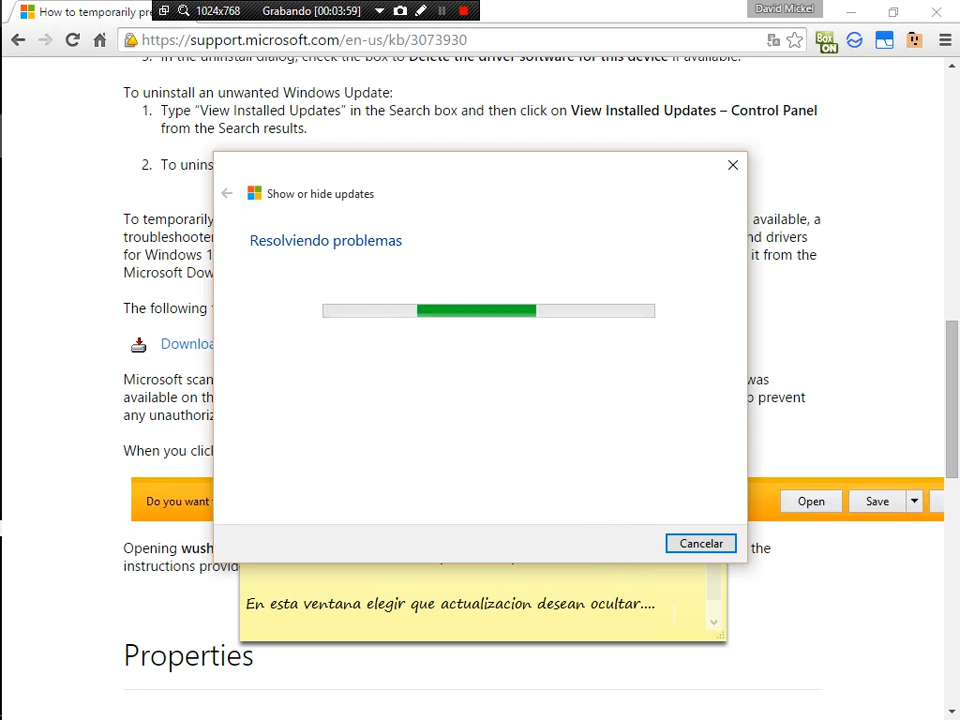 How to temporarily pre
1024x768
Grabando [00:03:59]
David Mickel
https://support.microsoft.com/en-us/kb/3073930
Box
ON
3. In the uninstall dialog, check the box to Delete the driver software for this device if available.
To uninstall an unwanted Windows Update:
1. Type “View Installed Updates” in the Search box and then click on View Installed Updates – Control Panel
from the Search results.
2. To unins
Show or hide updates
To temporarily
available, a
Resolviendo problemas
troubleshooter
nd drivers
for Windows 1
it from the
Microsoft Dow
The following
Downloa
Microsoft scan
was
available on th
prevent
any unauthoriz
When you clic
Do you want
Open
Save
Cancelar
Opening wush
the
instructions provid
En esta ventana elegir que actualizacion desean ocultar....
Properties